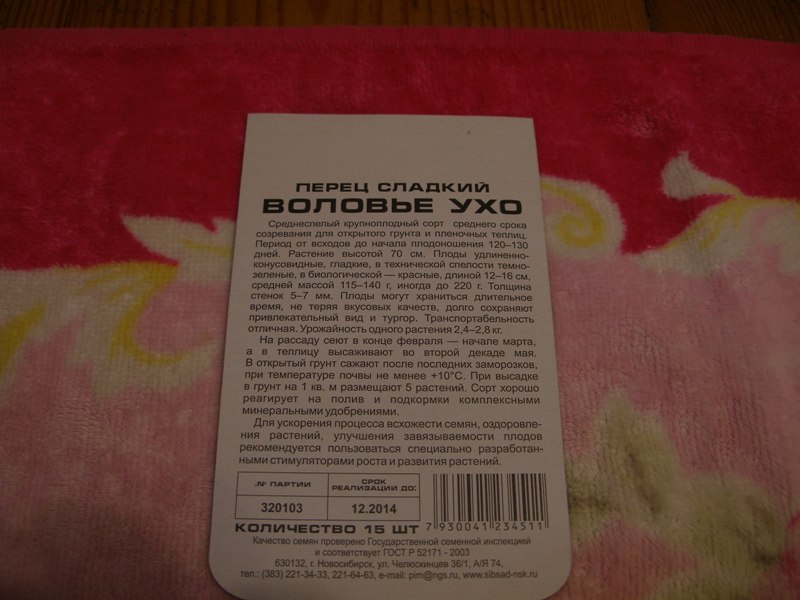 ПЕРЕЦ СЛАДКИЙ
ВОЛОВЬЕ УХО
Среднеспелый крупноплодный сорт среднего срока
созревания для открытого грунта и пленочных теплиц.
Период от всходов до начала плодоношения 120–130
дней. Растение высотой 70 см. Плоды удлиненно-
конусовидные, гладкие, в технической спелости темно-
зеленые, в биологической — красные, длиной 12–16 см,
средней массой 115–140 г, иногда до 220 г. Толщина
стенок 5–7 мм. Плоды могут храниться длительное
время, не теряя вкусовых качеств, долго сохраняют
привлекательный вид и тургор. Транспортабельность
отличная. Урожайность одного растения 2,4–2,8 кг.
На рассаду сеют в конце февраля — начале марта,
а в теплицу высаживают во второй декаде мая.
В открытый грунт сажают после последних заморозков,
при температуре почвы не менее +10°С. При высадке
в грунт на 1 кв. м размещают 5 растений. Сорт хорошо
реагирует на полив и подкормки комплексными
минеральными удобрениями.
Для ускорения процесса всхожести семян, оздоровле-
ния растений, улучшения завязываемости плодов
рекомендуется пользоваться специально разработан-
ными стимуляторами роста и развития растений.
№ ПАРТИИ
СРОК
РЕАЛИЗАЦИИ ДО:
320103
12.2014
КОЛИЧЕСТВО 15 ШТ
7 930041 234511
Качество семян проверено Государственной семенной инспекцией
и соответствует ГОСТ Р 52171 - 2003
630132, г. Новосибирск, ул. Челюскинцев 36/1, А/Я 74,
тел.: (383) 221-34-33, 221-64-63, e-mail: pim@ngs.ru, www.sibsad-nsk.ru